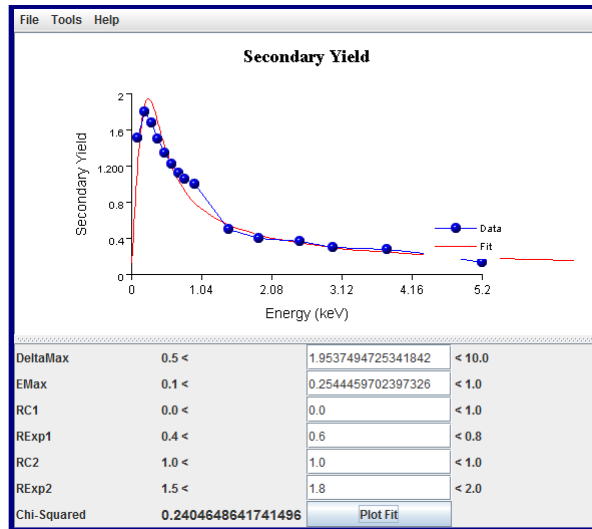 File Tools Help
Secondary Yield
2
1.6
1.200
0.8
0.4
0
Secondary Yield
0 1.04 2.08 3.12 4.16 5.2
Energy (keV)
Data
Fit
DeltaMax 0.5 < 1.9537494725341842 < 10.0
EMax 0.1 < 0.2544459702397326 < 1.0
RC1 0.0 < 0.0 < 1.0
RExp1 0.4 < 0.6 < 0.8
RC2 1.0 < 1.0 < 1.0
RExp2 1.5 < 1.8 < 2.0
Chi-Squared 0.2404648641741496 Plot Fit